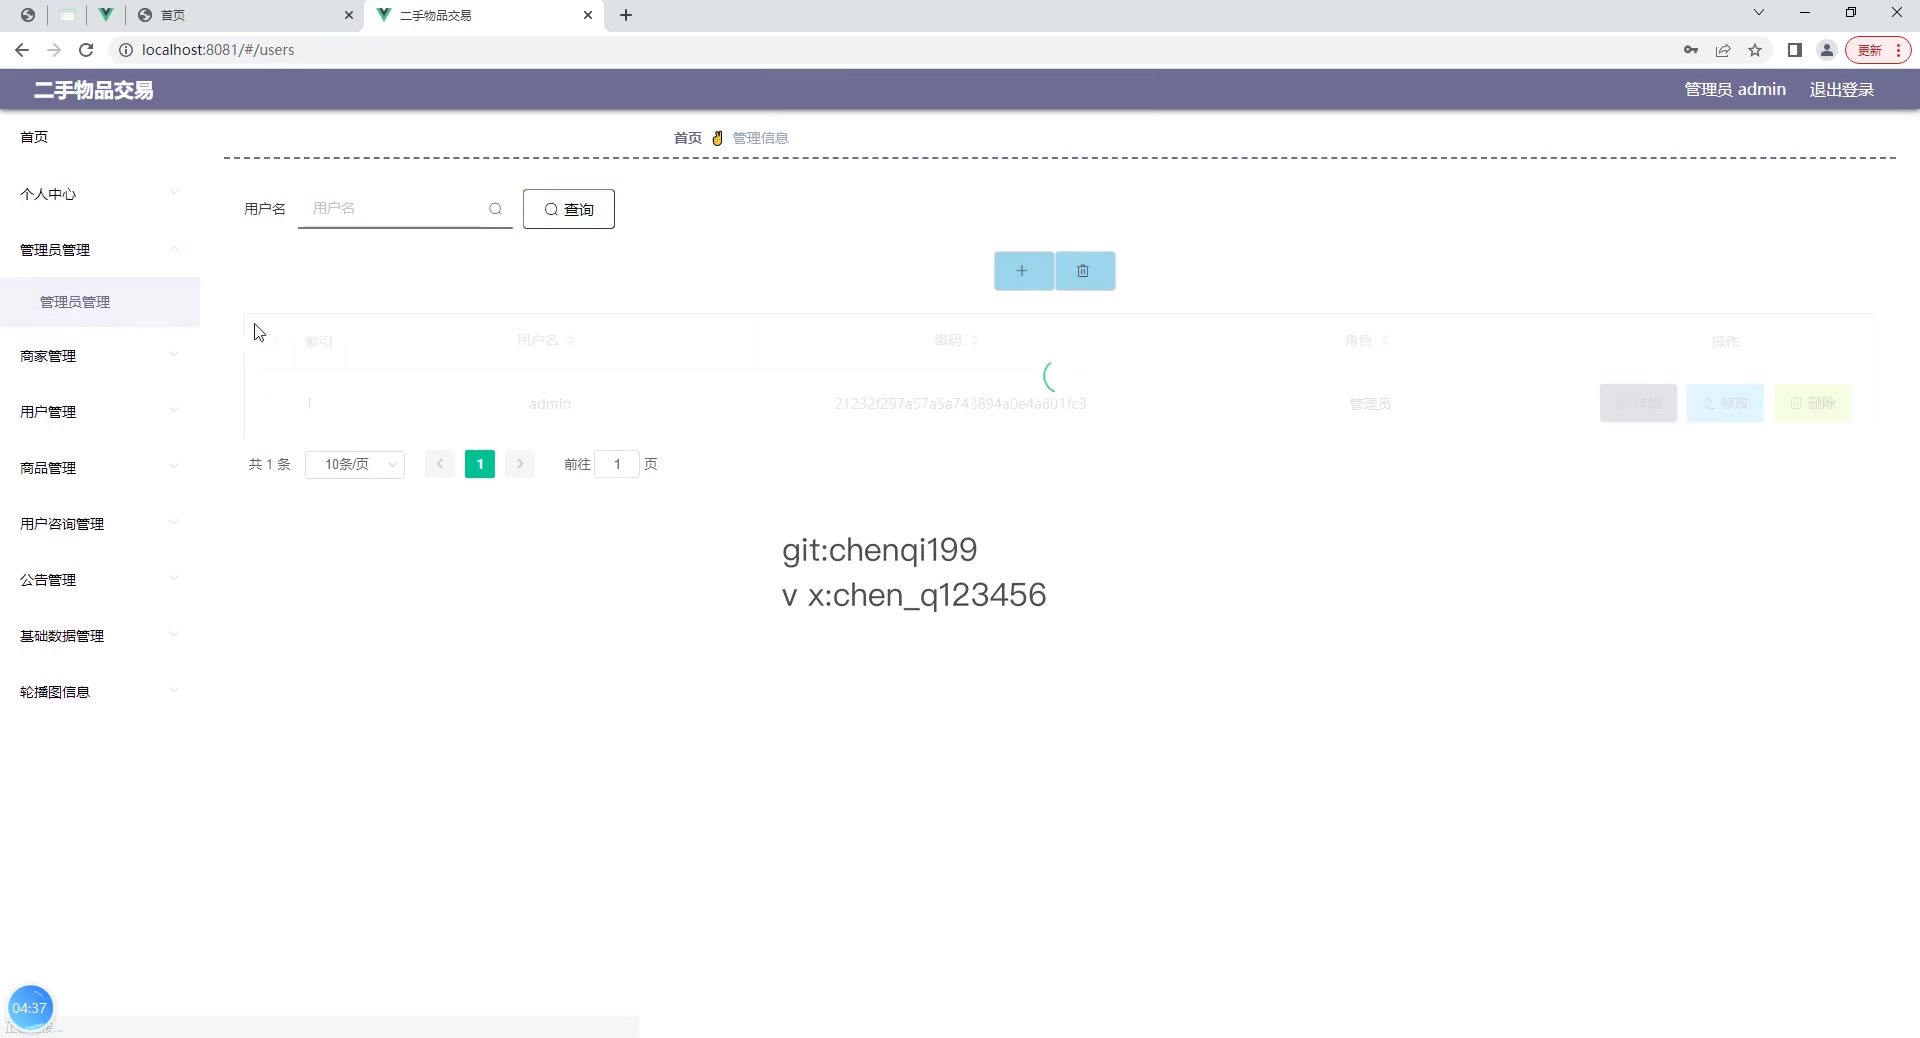 首页
二手物品交易
localhost:8081/#/users
更新
二手物品交易
管理员 admin 退出登录
首页
个人中心
管理员管理
管理员管理
商家管理
用户管理
商品管理
用户咨询管理
公告管理
基础数据管理
轮播图信息
首页 ✌ 管理信息
用户名 用户名 查询
索引 用户名 密码 角色 操作
1 admin 21232f297a57a5a743894a0e4a801fc3 管理员 详情 修改 删除
共 1 条 10条/页 1 前往 1 页
git:chenqi199
v x:chen_q123456
04:37